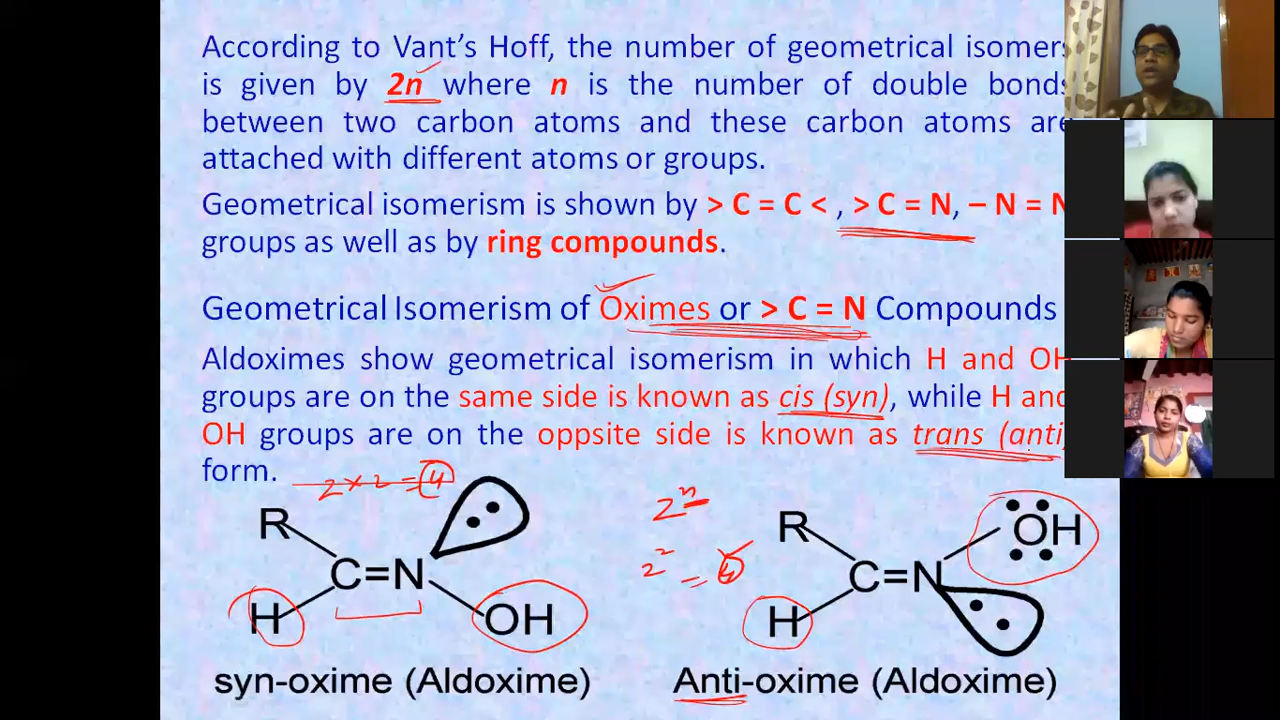 According to Vant's Hoff, the number of geometrical isomers
is given by 2n where n is the number of double bonds
between two carbon atoms and these carbon atoms are
attached with different atoms or groups.
Geometrical isomerism is shown by > C = C < , > C = N, – N = N
groups as well as by ring compounds.
Geometrical Isomerism of Oximes or > C = N Compounds
Aldoximes show geometrical isomerism in which H and OH
groups are on the same side is known as cis (syn), while H and
OH groups are on the oppsite side is known as trans (anti
form.
2 × 2 = 4
2ⁿ
2² = 4
R
C=N
H
OH
R
OH
C=N
H
syn-oxime (Aldoxime)
Anti-oxime (Aldoxime)